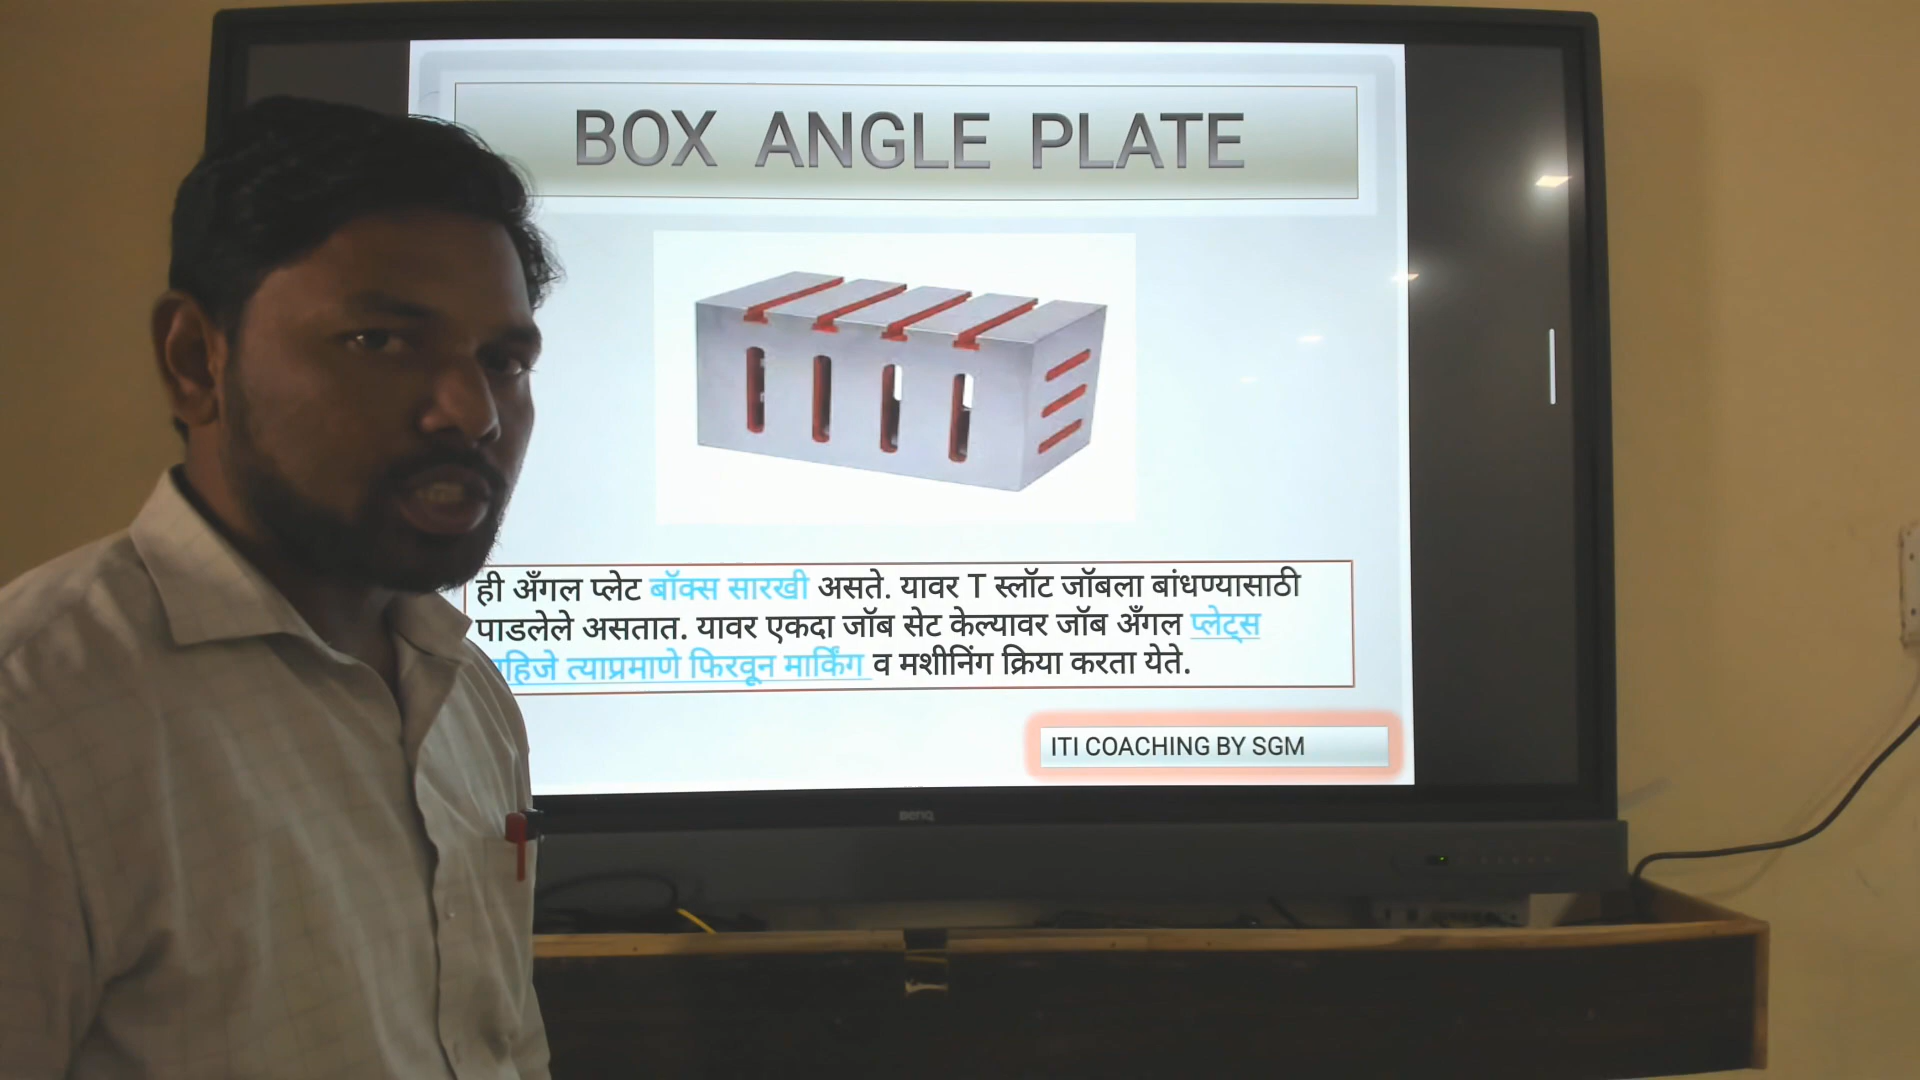 BOX ANGLE PLATE
ही अँगल प्लेट बॉक्स सारखी असते. यावर T स्लॉट जॉबला बांधण्यासाठी
पाडलेले असतात. यावर एकदा जॉब सेट केल्यावर जॉब अँगल प्लेट्स
त्याप्रमाणे फिरवून मार्किंग व मशीनिंग क्रिया करता येते.
ITI COACHING BY SGM
BenQ